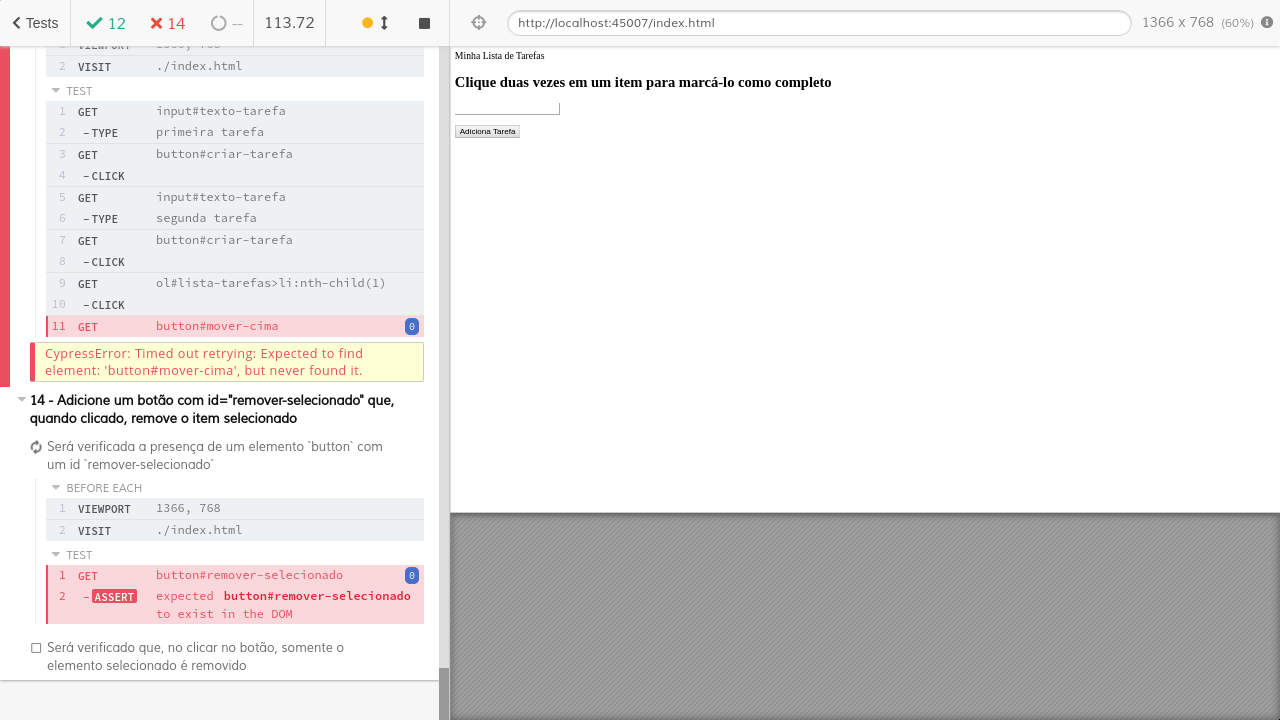 Tests 12 14 -- 113.72
http://localhost:45007/index.html 1366 x 768 (60%)
2 VISIT ./index.html
TEST
1 GET input#texto-tarefa
2 -TYPE primeira tarefa
3 GET button#criar-tarefa
4 -CLICK
5 GET input#texto-tarefa
6 -TYPE segunda tarefa
7 GET button#criar-tarefa
8 -CLICK
9 GET ol#lista-tarefas>li:nth-child(1)
10 -CLICK
11 GET button#mover-cima 0
CypressError: Timed out retrying: Expected to find
element: 'button#mover-cima', but never found it.
14 - Adicione um botão com id="remover-selecionado" que,
quando clicado, remove o item selecionado
Será verificada a presença de um elemento `button` com
um id `remover-selecionado`
BEFORE EACH
1 VIEWPORT 1366, 768
2 VISIT ./index.html
TEST
1 GET button#remover-selecionado 0
2 -ASSERT expected button#remover-selecionado
to exist in the DOM
Será verificado que, no clicar no botão, somente o
elemento selecionado é removido
Minha Lista de Tarefas
Clique duas vezes em um item para marcá-lo como completo
Adiciona Tarefa